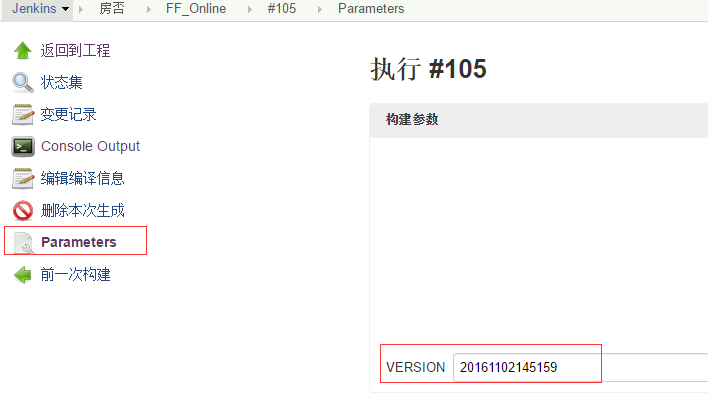 Jenkins 房否 FF_Online #105 Parameters
返回到工程
状态集
变更记录
Console Output
编辑编译信息
删除本次生成
Parameters
前一次构建
执行 #105
构建参数
VERSION 20161102145159